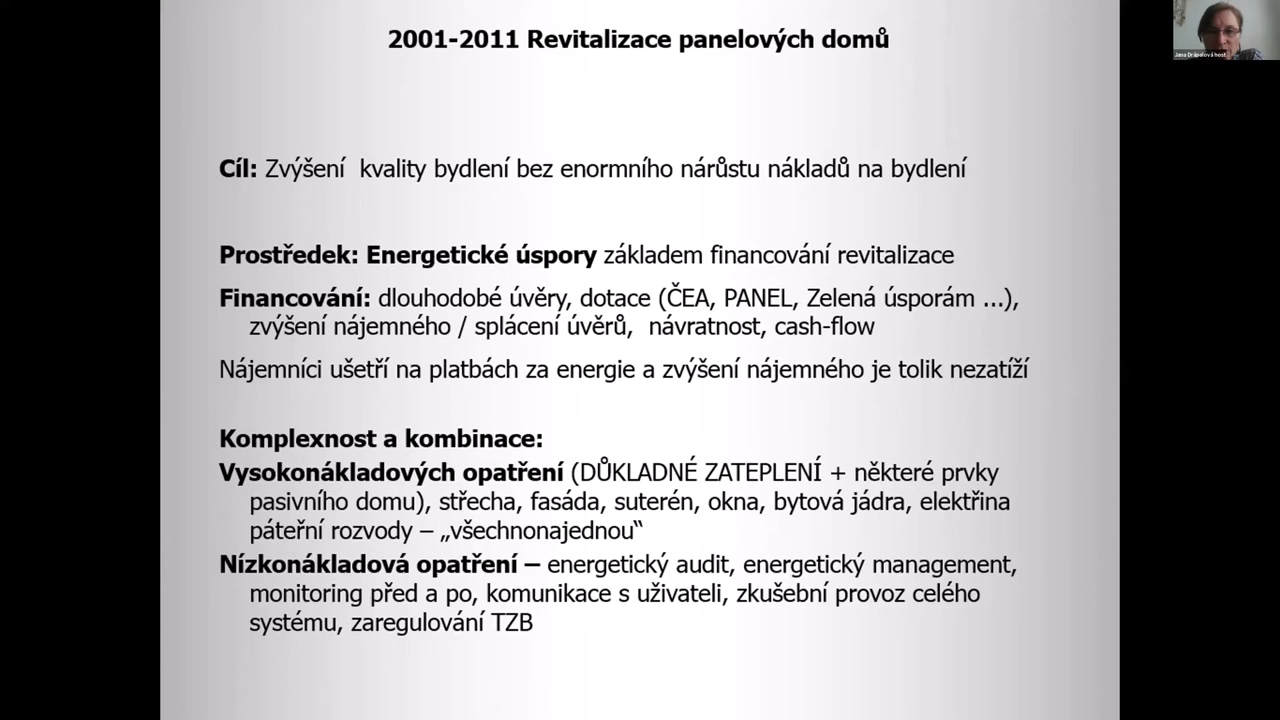 2001-2011 Revitalizace panelových domů
Jana Drápalová host
Cíl: Zvýšení kvality bydlení bez enormního nárůstu nákladů na bydlení
Prostředek: Energetické úspory základem financování revitalizace
Financování: dlouhodobé úvěry, dotace (ČEA, PANEL, Zelená úsporám ...),
zvýšení nájemného / splácení úvěrů, návratnost, cash-flow
Nájemníci ušetří na platbách za energie a zvýšení nájemného je tolik nezatíží
Komplexnost a kombinace:
Vysokonákladových opatření (DŮKLADNÉ ZATEPLENÍ + některé prvky
pasivního domu), střecha, fasáda, suterén, okna, bytová jádra, elektřina
páteřní rozvody – „všechnonajednou“
Nízkonákladová opatření – energetický audit, energetický management,
monitoring před a po, komunikace s uživateli, zkušební provoz celého
systému, zaregulování TZB